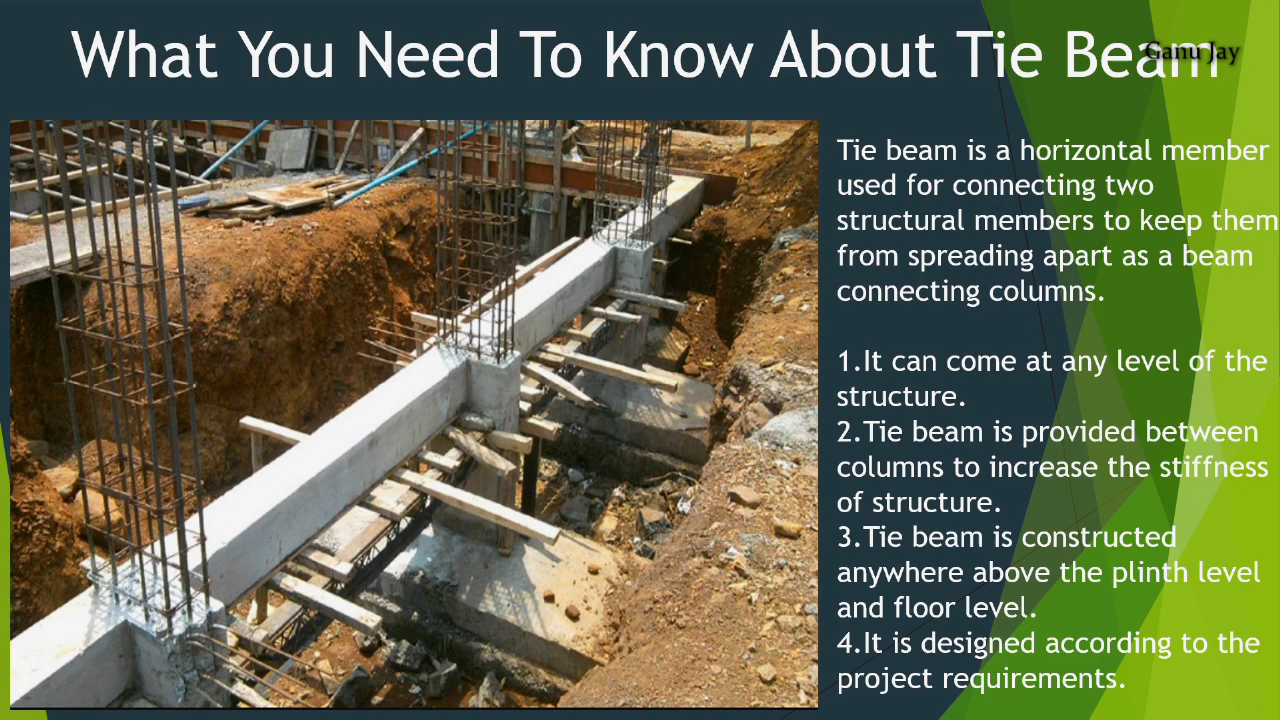 What You Need To Know About Tie Beam
Ganu Jay
Tie beam is a horizontal member
used for connecting two
structural members to keep them
from spreading apart as a beam
connecting columns.
1.It can come at any level of the
structure.
2.Tie beam is provided between
columns to increase the stiffness
of structure.
3.Tie beam is constructed
anywhere above the plinth level
and floor level.
4.It is designed according to the
project requirements.